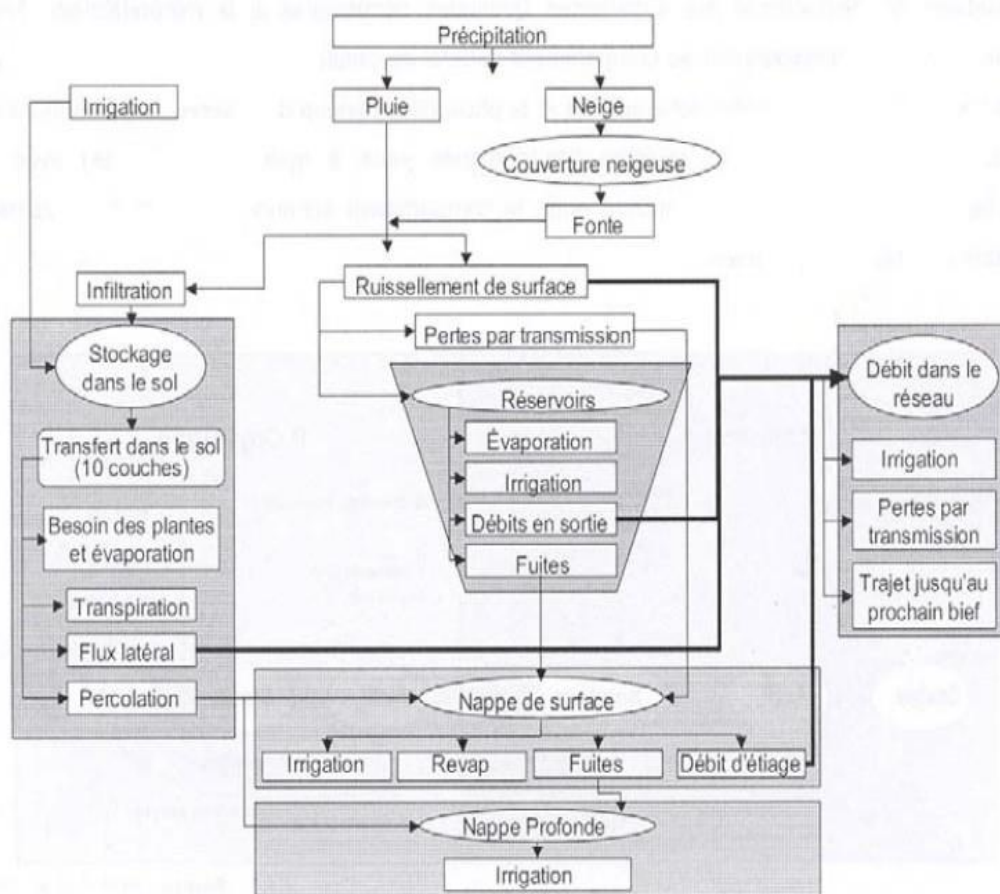 Précipitation
Irrigation
Pluie
Neige
Couverture neigeuse
Fonte
Infiltration
Ruissellement de surface
Pertes par transmission
Stockage
dans le sol
Réservoirs
Débit dans le
réseau
Transfert dans le sol
(10 couches)
Évaporation
Irrigation
Irrigation
Besoin des plantes
et évaporation
Débits en sortie
Pertes par
transmission
Fuites
Transpiration
Trajet jusqu'au
prochain bief
Flux latéral
Percolation
Nappe de surface
Irrigation
Revap
Fuites
Débit d'étiage
Nappe Profonde
Irrigation